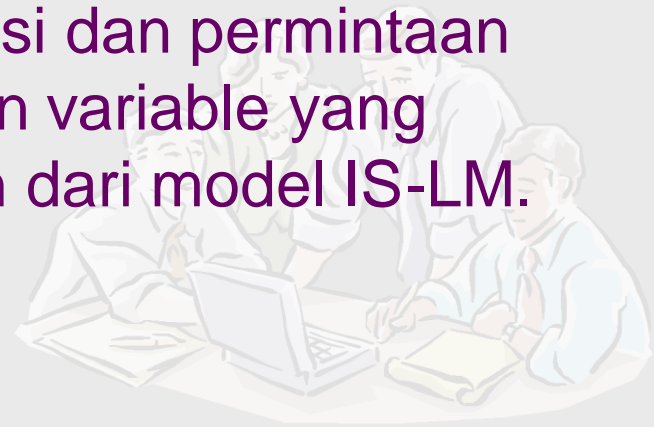 si dan permintaan
n variable yang
dari model IS-LM.